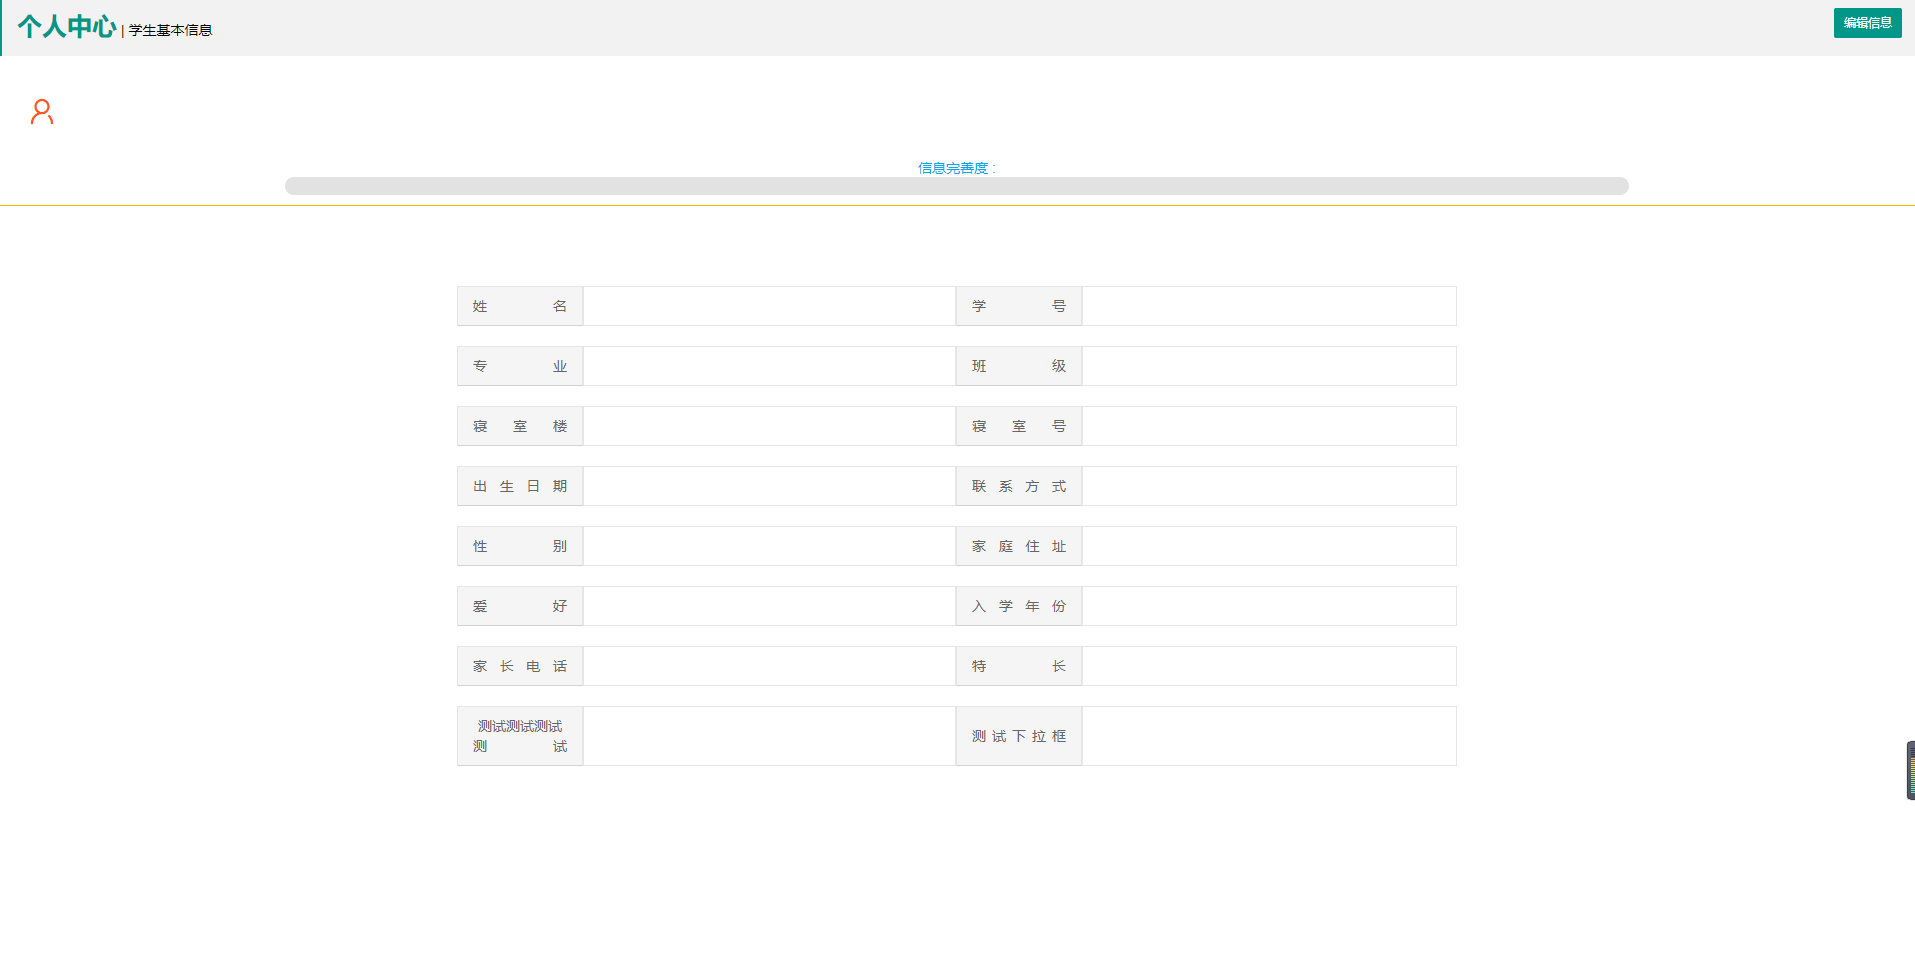 个人中心 | 学生基本信息
编辑信息
信息完善度 :
姓名 学号
专业 班级
寝室楼 寝室号
出生日期 联系方式
性别 家庭住址
爱好 入学年份
家长电话 特长
测试测试测试
测试
测试下拉框